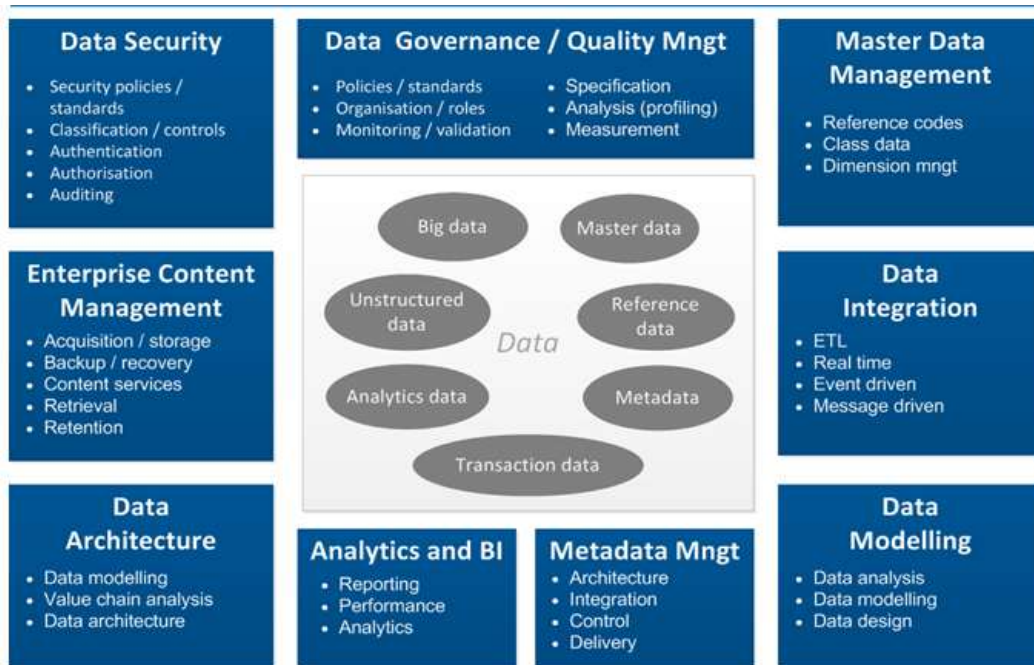 Data Security
• Security policies /
standards
• Classification / controls
• Authentication
• Authorisation
• Auditing
Data Governance / Quality Mngt
• Policies / standards
• Organisation / roles
• Monitoring / validation
• Specification
• Analysis (profiling)
• Measurement
Master Data
Management
• Reference codes
• Class data
• Dimension mngt
Enterprise Content
Management
• Acquisition / storage
• Backup / recovery
• Content services
• Retrieval
• Retention
Big data
Master data
Unstructured
data
Reference
data
Data
Analytics data
Metadata
Transaction data
Data
Integration
• ETL
• Real time
• Event driven
• Message driven
Data
Architecture
• Data modelling
• Value chain analysis
• Data architecture
Analytics and BI
• Reporting
• Performance
• Analytics
Metadata Mngt
• Architecture
• Integration
• Control
• Delivery
Data
Modelling
• Data analysis
• Data modelling
• Data design